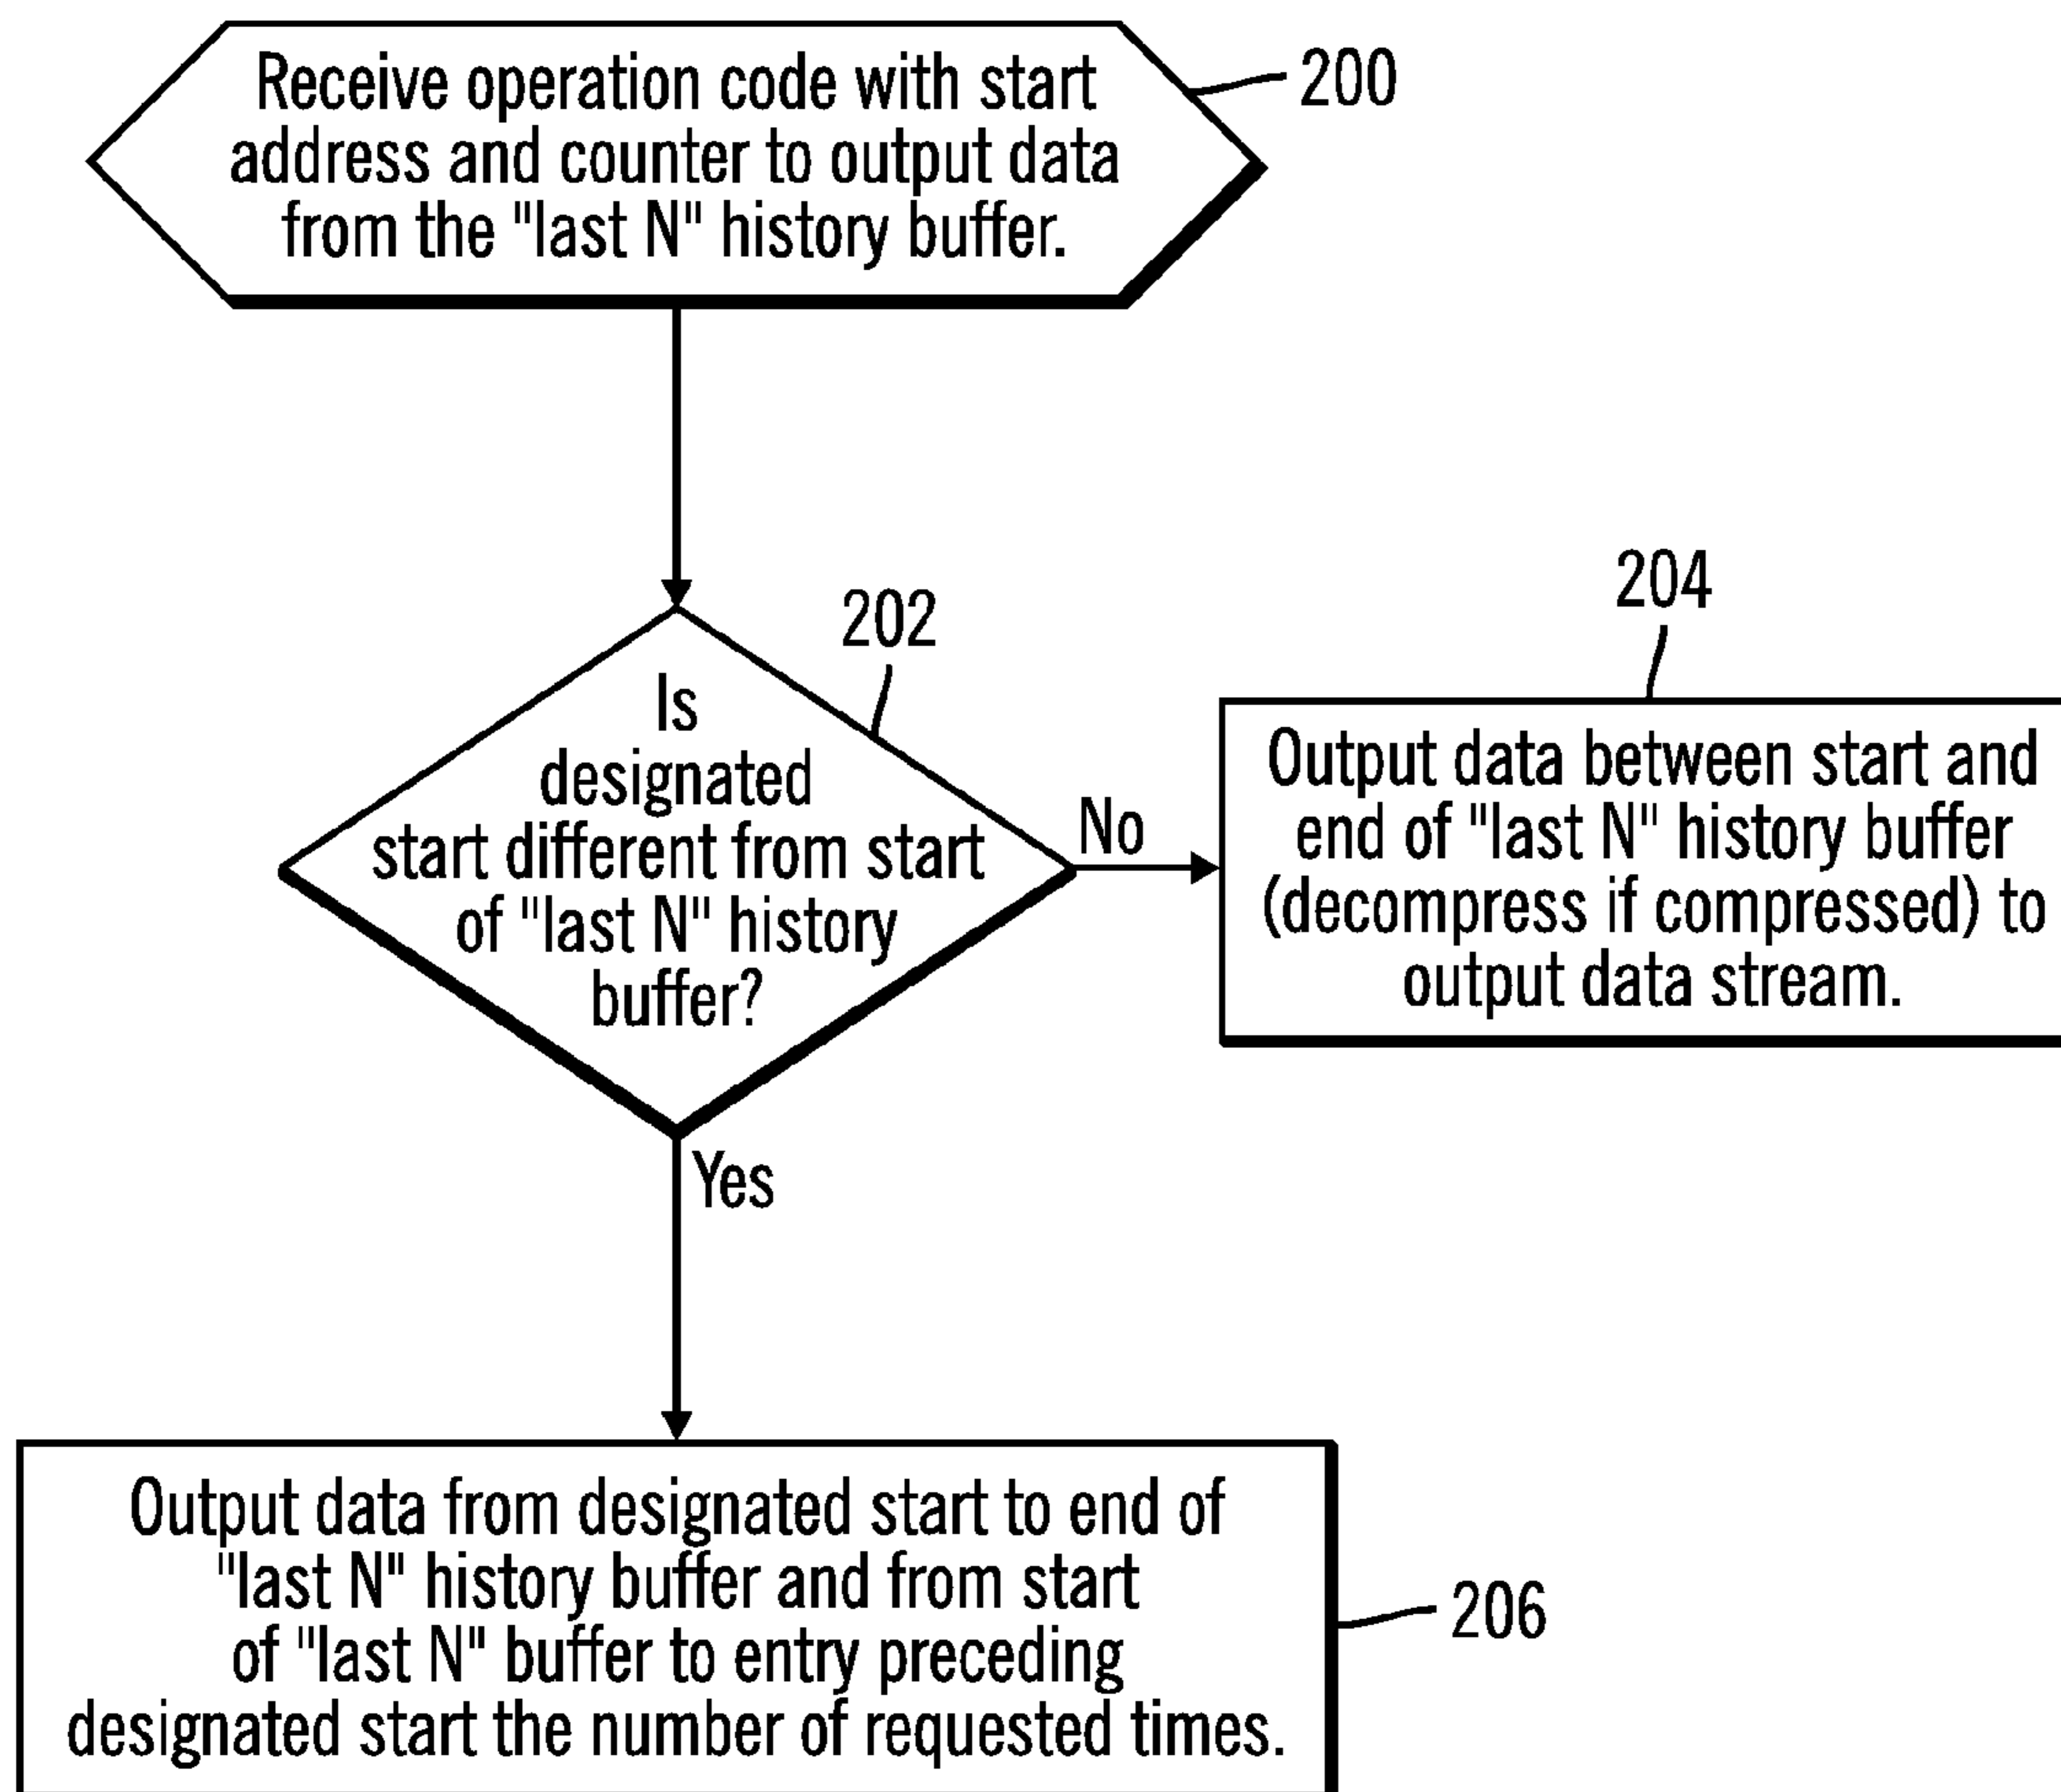 Receive operation code with start
address and counter to output data
from the "last N" history buffer.
200
202
Is
designated
start different from start
of "last N" history
buffer?
No
204
Output data between start and
end of "last N" history buffer
(decompress if compressed) to
output data stream.
Yes
Output data from designated start to end of
"last N" history buffer and from start
of "last N" buffer to entry preceding
designated start the number of requested times.
206